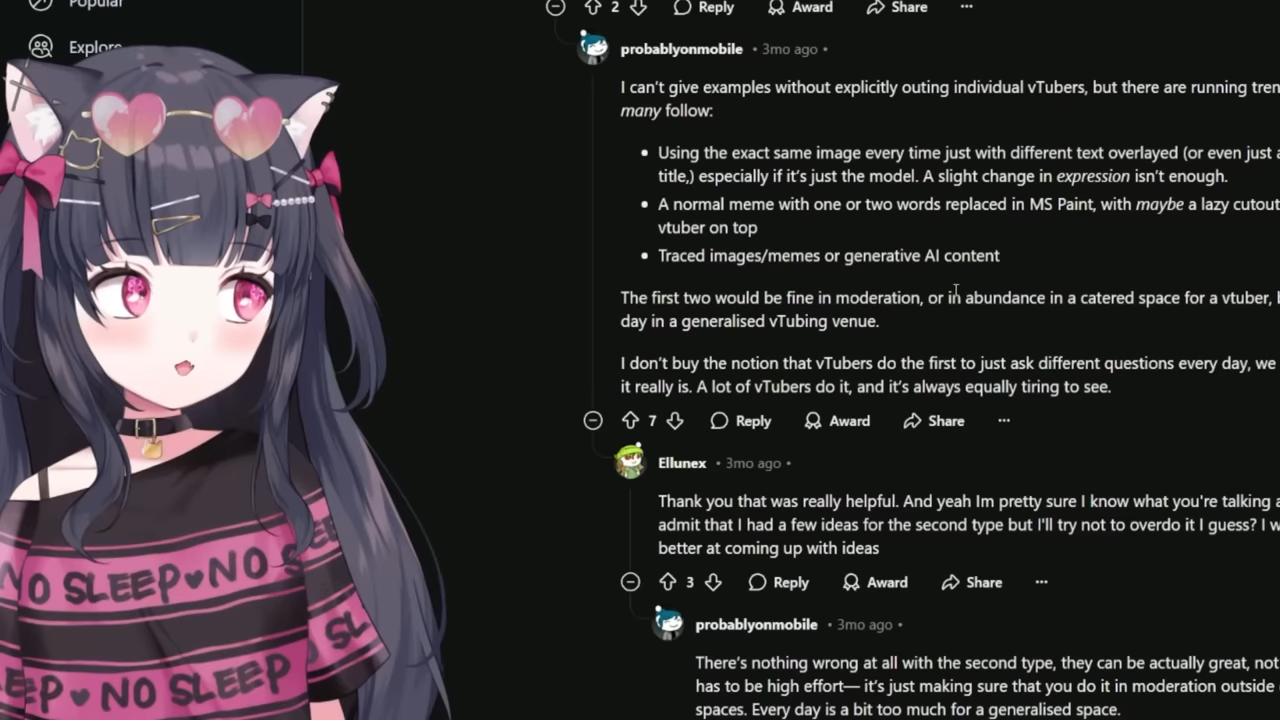 Popular
Explore
2 Reply Award Share
probablyonmobile • 3mo ago •
I can't give examples without explicitly outing individual vTubers, but there are running
many follow:
Using the exact same image every time just with different text overlayed (or even just
title,) especially if it's just the model. A slight change in expression isn't enough.
A normal meme with one or two words replaced in MS Paint, with maybe a lazy cutout
vtuber on top
Traced images/memes or generative AI content
The first two would be fine in moderation, or in abundance in a catered space for a vtuber,
day in a generalised vTubing venue.
I don't buy the notion that vTubers do the first to just ask different questions every day, we
it really is. A lot of vTubers do it, and it's always equally tiring to see.
7 Reply Award Share
Ellunex • 3mo ago •
Thank you that was really helpful. And yeah Im pretty sure I know what you're talking
admit that I had a few ideas for the second type but I'll try not to overdo it I guess? I
better at coming up with ideas
3 Reply Award Share
probablyonmobile • 3mo ago •
There's nothing wrong at all with the second type, they can be actually great, not
has to be high effort— it's just making sure that you do it in moderation outside
spaces. Every day is a bit too much for a generalised space.
NO SLEEP♥NO SLEEP
SL
EEP♥NO SLEEP